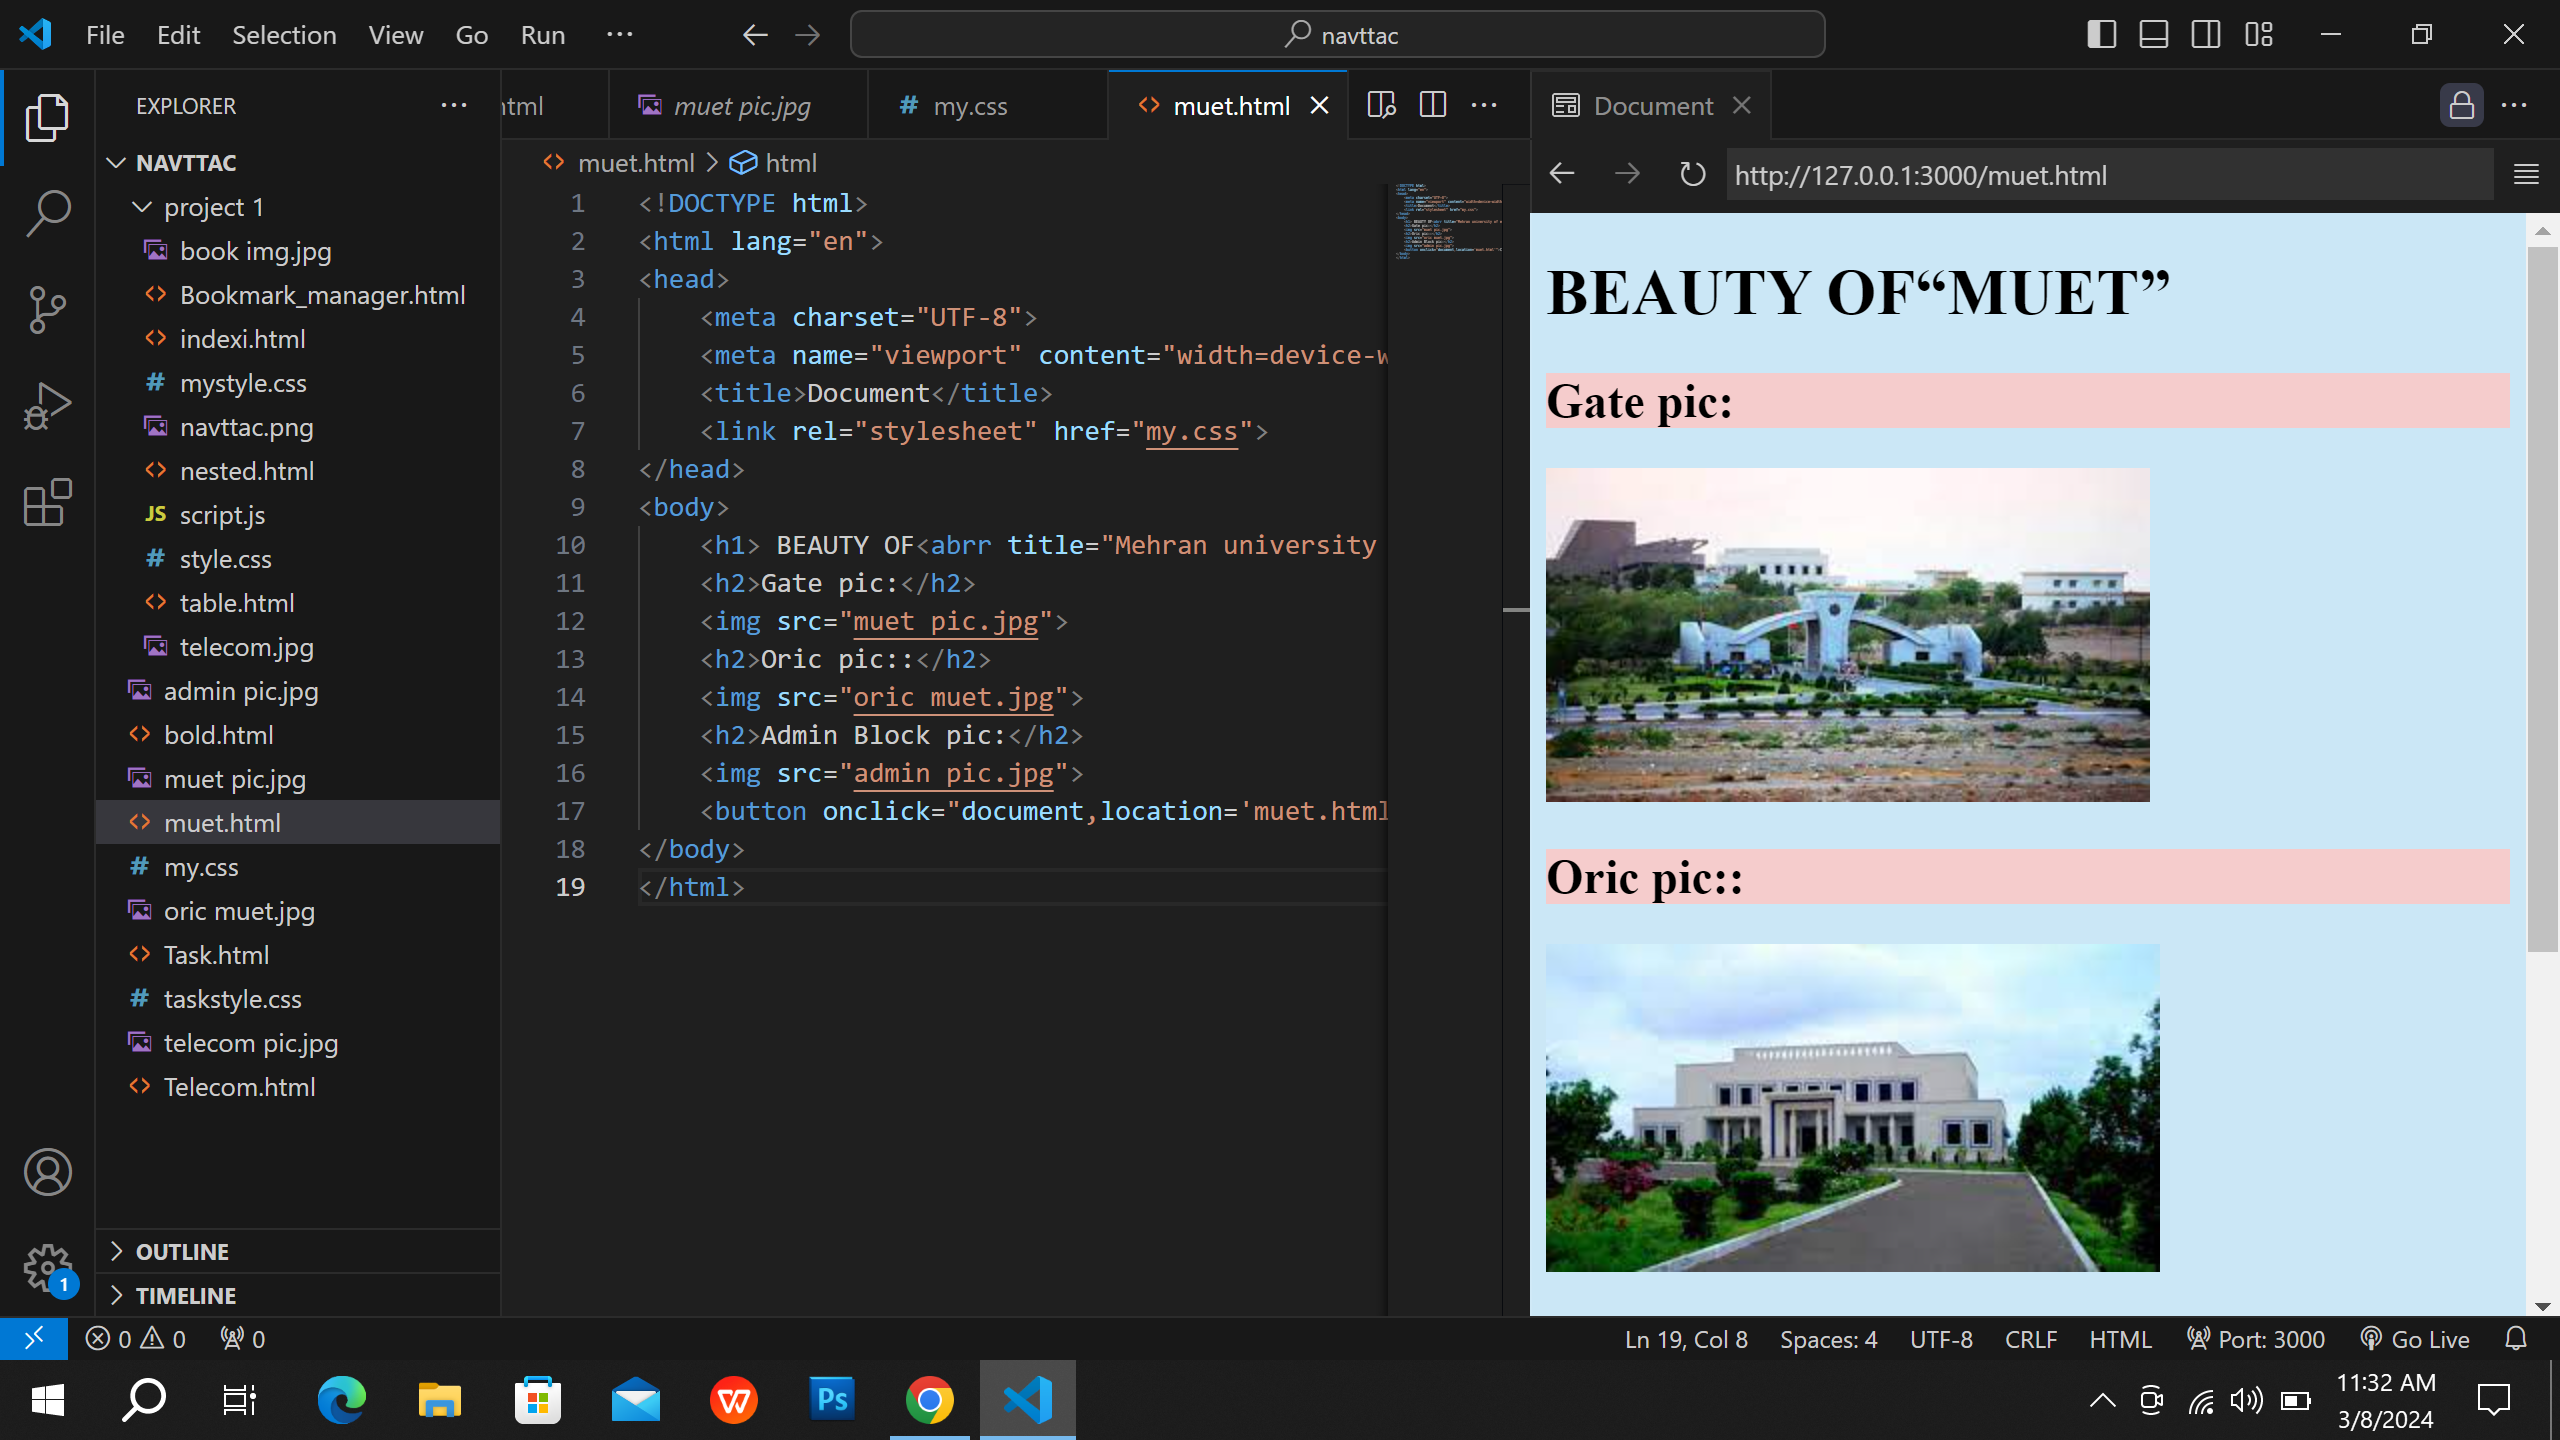 File Edit Selection View Go Run ···
navttac
EXPLORER
NAVTTAC
project 1
book img.jpg
Bookmark_manager.html
indexi.html
mystyle.css
navttac.png
nested.html
script.js
style.css
table.html
telecom.jpg
admin pic.jpg
bold.html
muet pic.jpg
muet.html
my.css
oric muet.jpg
Task.html
taskstyle.css
telecom pic.jpg
Telecom.html
OUTLINE
TIMELINE
html muet pic.jpg my.css muet.html
muet.html > html
1 <!DOCTYPE html>
2 <html lang="en">
3 <head>
4 <meta charset="UTF-8">
5 <meta name="viewport" content="width=device-w
6 <title>Document</title>
7 <link rel="stylesheet" href="my.css">
8 </head>
9 <body>
10 <h1> BEAUTY OF<abrr title="Mehran university
11 <h2>Gate pic:</h2>
12 <img src="muet pic.jpg">
13 <h2>Oric pic::</h2>
14 <img src="oric muet.jpg">
15 <h2>Admin Block pic:</h2>
16 <img src="admin pic.jpg">
17 <button onclick="document,location='muet.html
18 </body>
19 </html>
Document
http://127.0.0.1:3000/muet.html
BEAUTY OF“MUET”
Gate pic:
Oric pic::
1
0 0 0
Ln 19, Col 8 Spaces: 4 UTF-8 CRLF HTML Port: 3000 Go Live
Ps
11:32 AM
3/8/2024